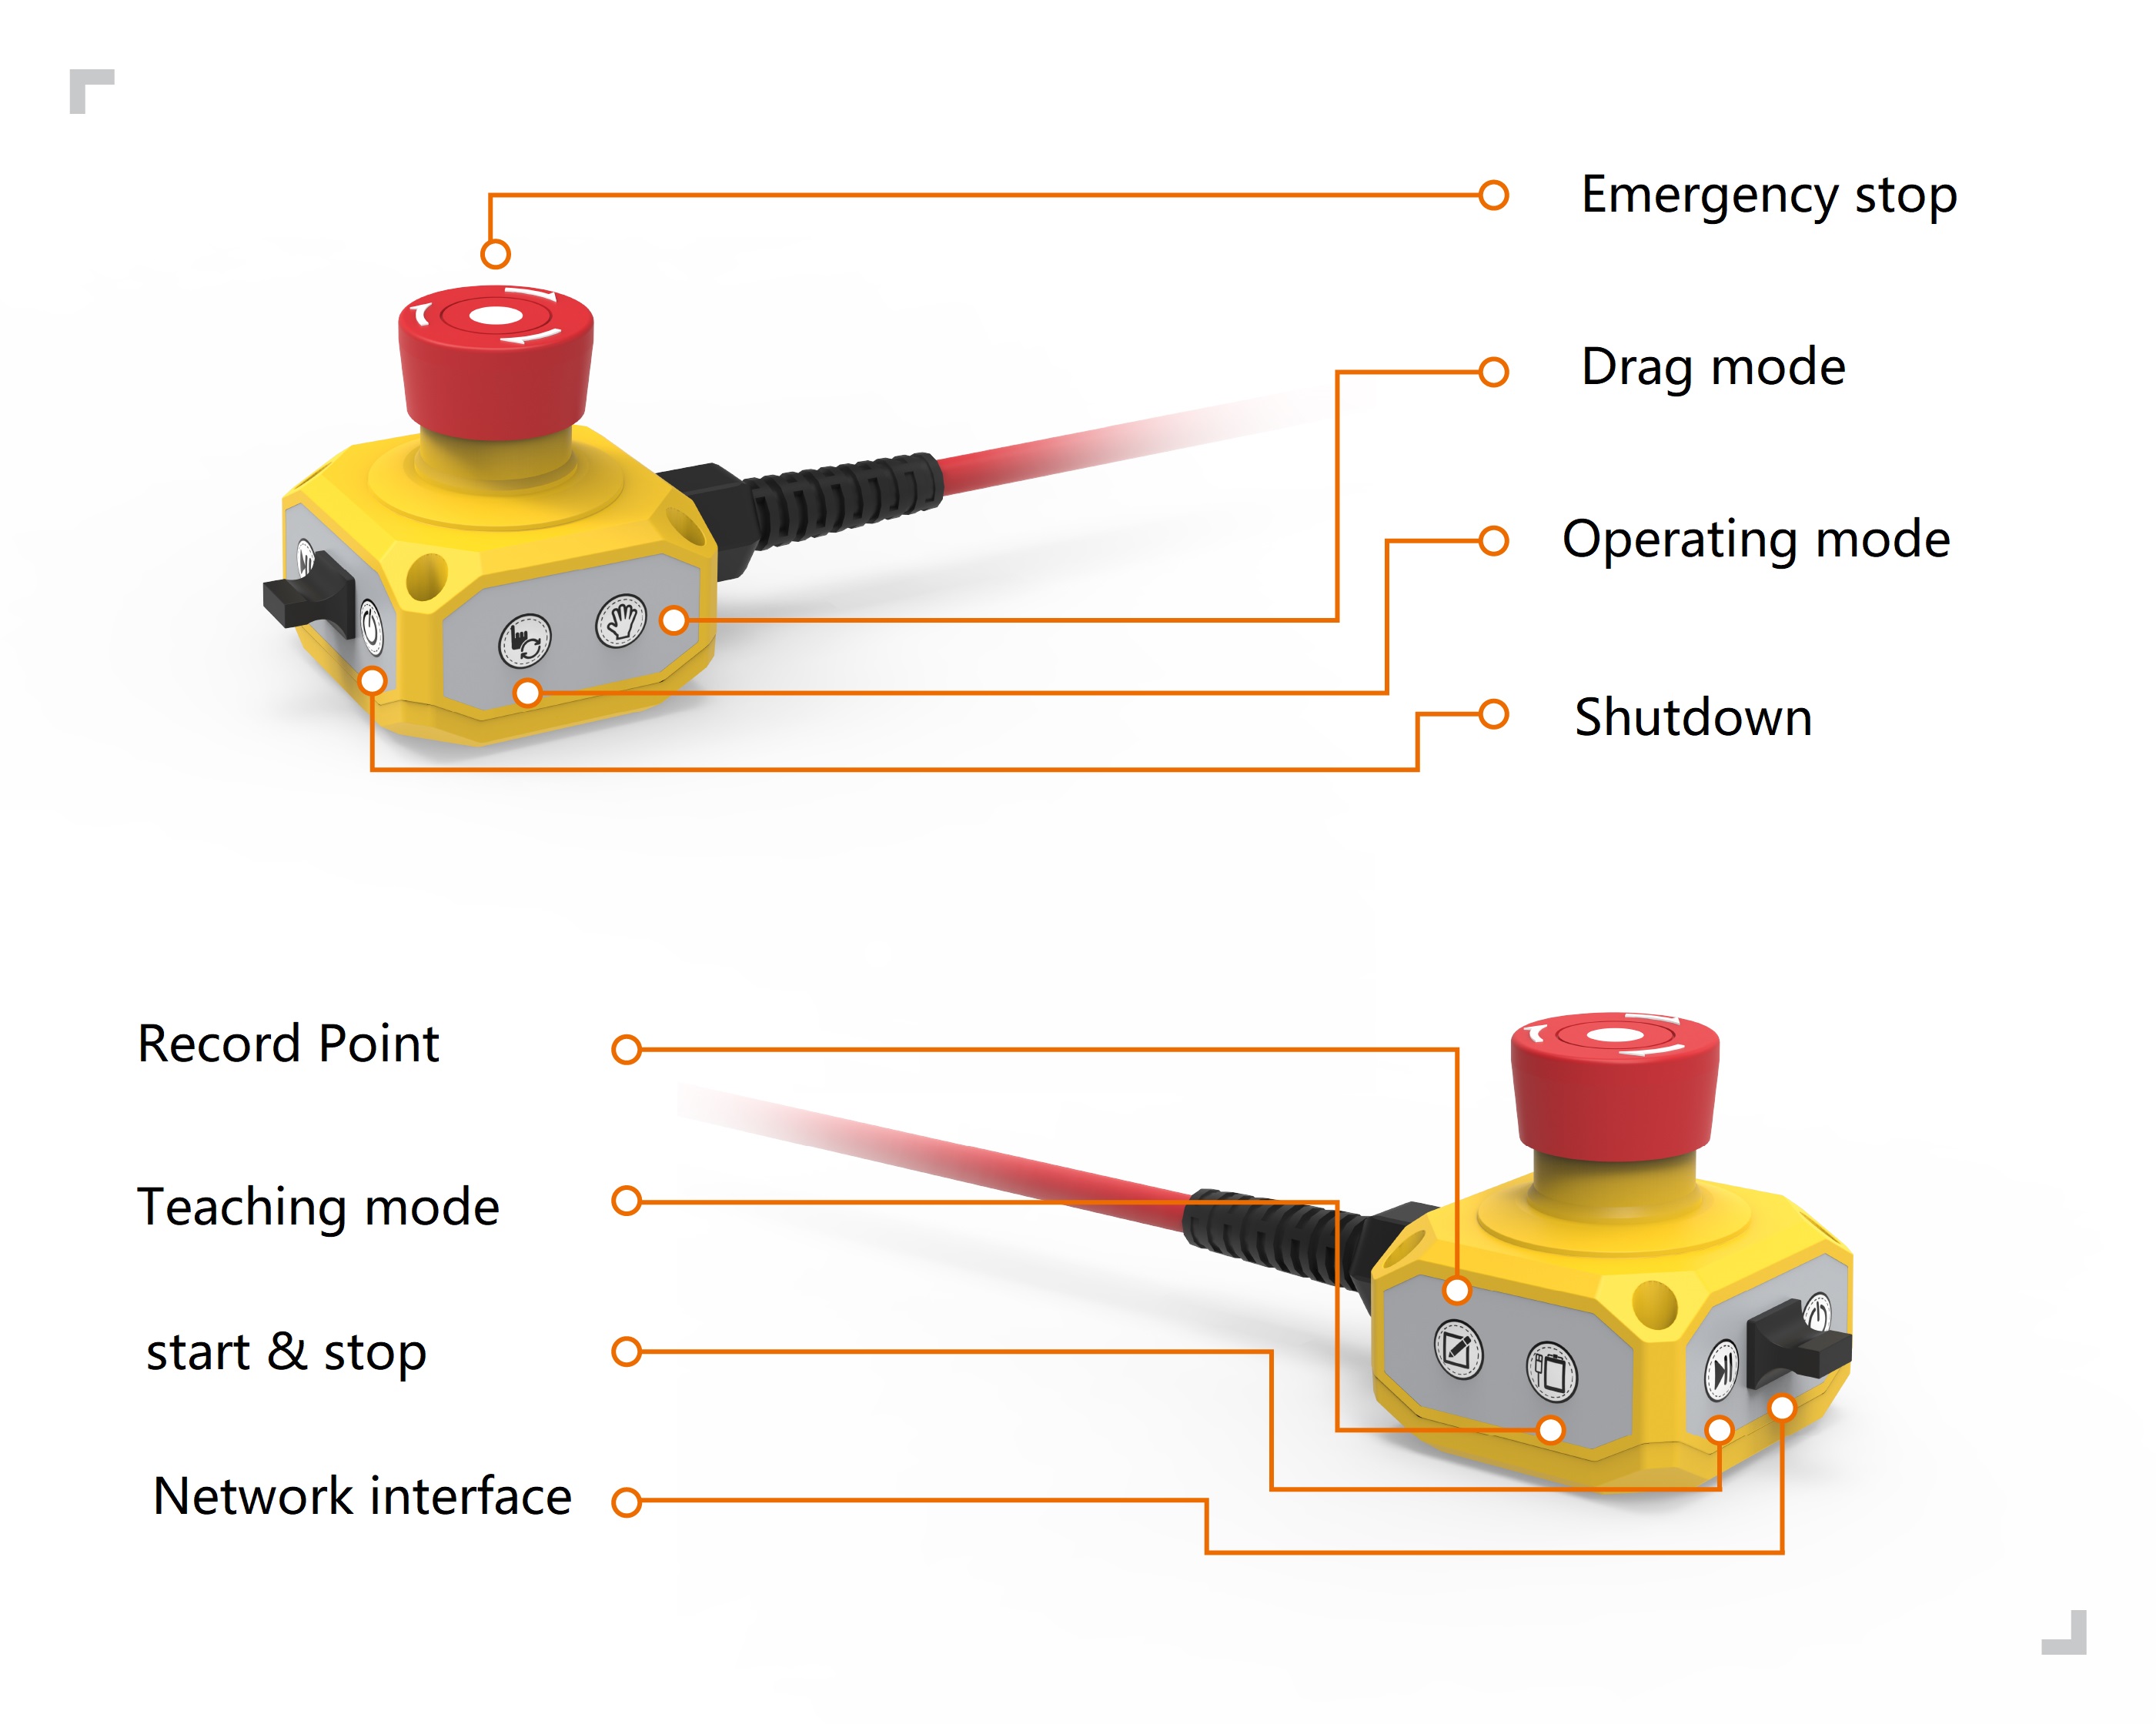 Emergency stop
Drag mode
Operating mode
Shutdown
Record Point
Teaching mode
start & stop
Network interface